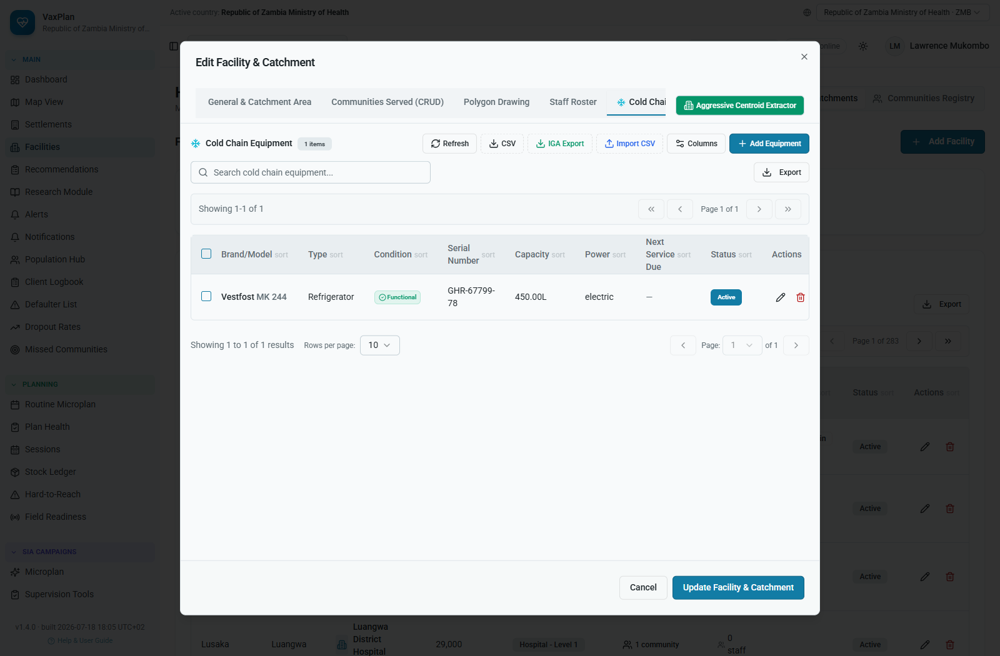 VaxPlan
Republic of Zambia Ministry of...
Active country: Republic of Zambia Ministry of Health
Republic of Zambia Ministry of Health · ZMB
online
LM Lawrence Mukombo
MAIN
Dashboard
Map View
Settlements
Facilities
Recommendations
Research Module
Alerts
Notifications
Population Hub
Client Logbook
Defaulter List
Dropout Rates
Missed Communities
PLANNING
Routine Microplan
Plan Health
Sessions
Stock Ledger
Hard-to-Reach
Field Readiness
SIA CAMPAIGNS
Microplan
Supervision Tools
v1.4.0 · built 2026-07-18 18:05 UTC+02
Help & User Guide
Edit Facility & Catchment
General & Catchment Area
Communities Served (CRUD)
Polygon Drawing
Staff Roster
Cold Chai
Aggressive Centroid Extractor
Cold Chain Equipment
1 items
Refresh
CSV
IGA Export
Import CSV
Columns
Add Equipment
Search cold chain equipment...
Export
Showing 1-1 of 1
Page 1 of 1
Brand/Model sort
Type sort
Condition sort
Serial Number sort
Capacity sort
Power sort
Next Service Due sort
Status sort
Actions
Vestfost MK 244
Refrigerator
Functional
GHR-67799-78
450.00L
electric
—
Active
Showing 1 to 1 of 1 results
Rows per page: 10
Page: 1 of 1
Cancel
Update Facility & Catchment
tchments
Communities Registry
Add Facility
Export
Page 1 of 283
ort
Status sort
Actions sort
in
Active
Active
Active
Lusaka
Luangwa
Luangwa District Hospital
29,000
Hospital - Level 1
1 community
0 staff
Active